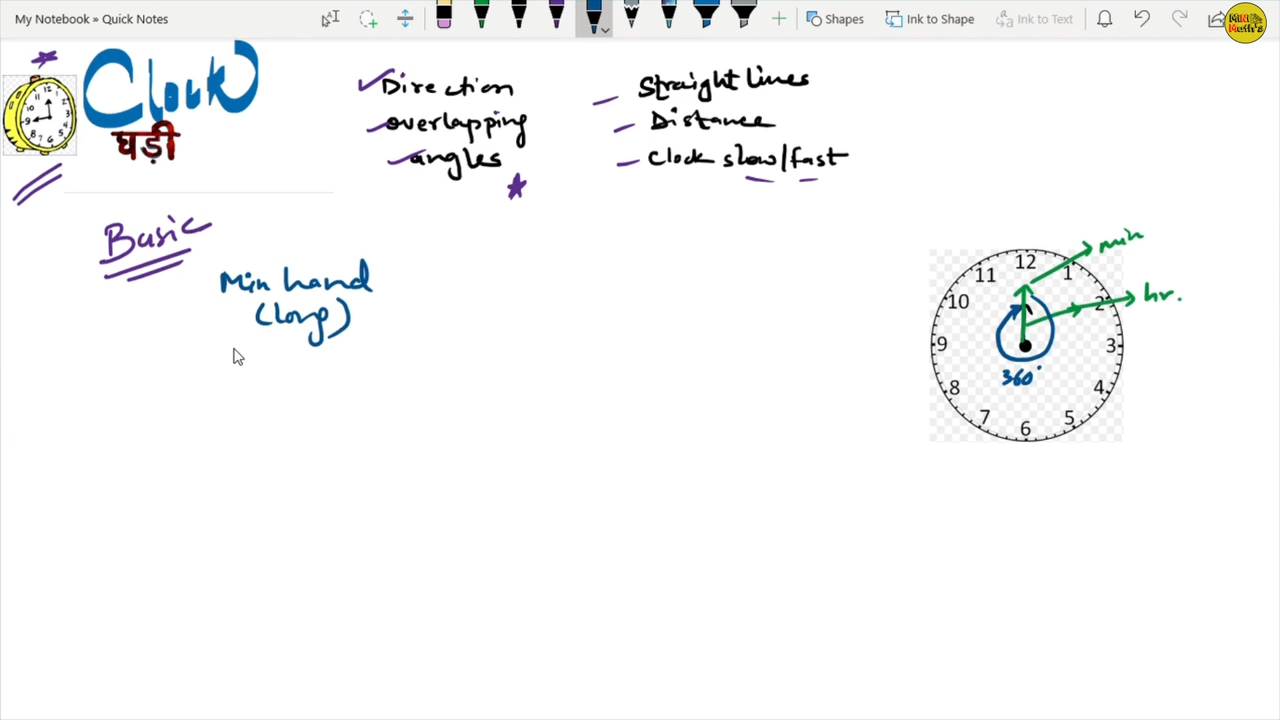 My Notebook » Quick Notes
Shapes
Ink to Shape
Ink to Text
Mini Math's
Clock
घड़ी
Direction
overlapping
angles
Straight lines
Distance
Clock slow/fast
Basic
Min hand
(long)
min
hr.
12
1
2
3
4
5
6
7
8
9
10
11
360°